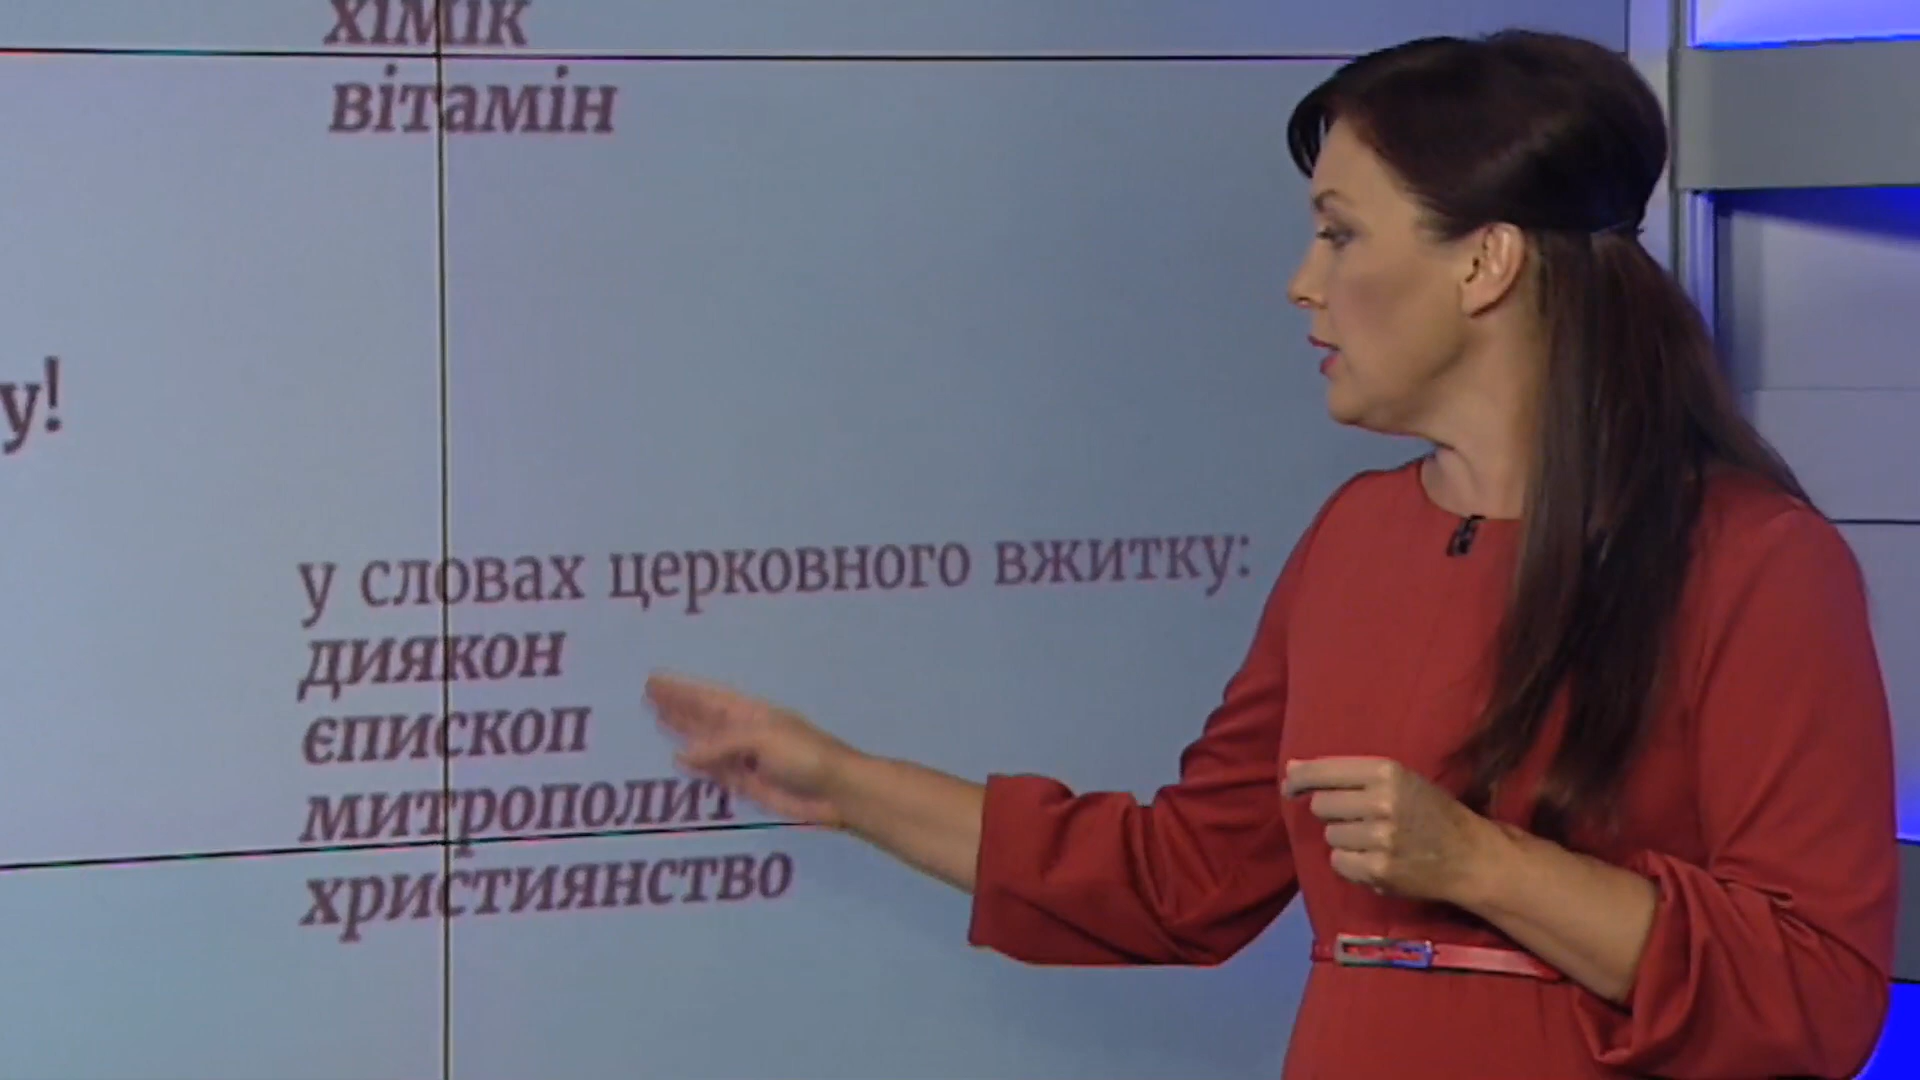 хімік
вітамін
у!
у словах церковного вжитку:
диякон
єпископ
митрополит
християнство